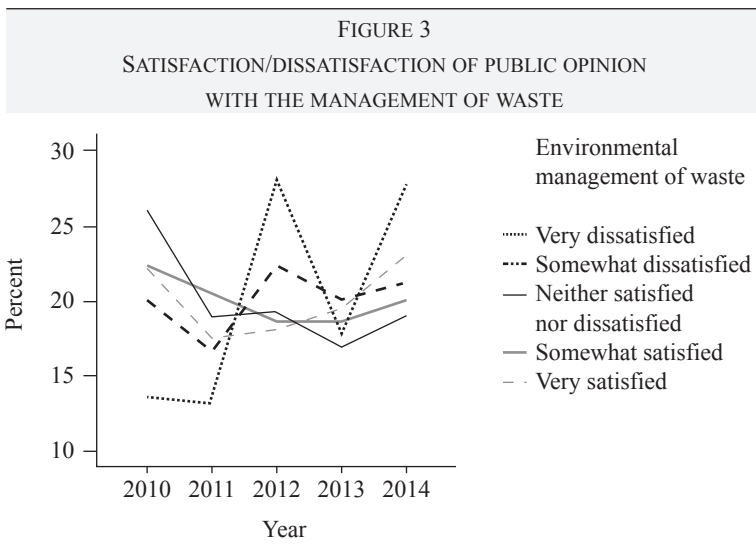 FIGURE 3
SATISFACTION/DISSATISFACTION OF PUBLIC OPINION
WITH THE MANAGEMENT OF WASTE
30
25
20
15
10
Percent
2010 2011 2012 2013 2014
Year
Environmental
management of waste
Very dissatisfied
Somewhat dissatisfied
Neither satisfied
nor dissatisfied
Somewhat satisfied
Very satisfied